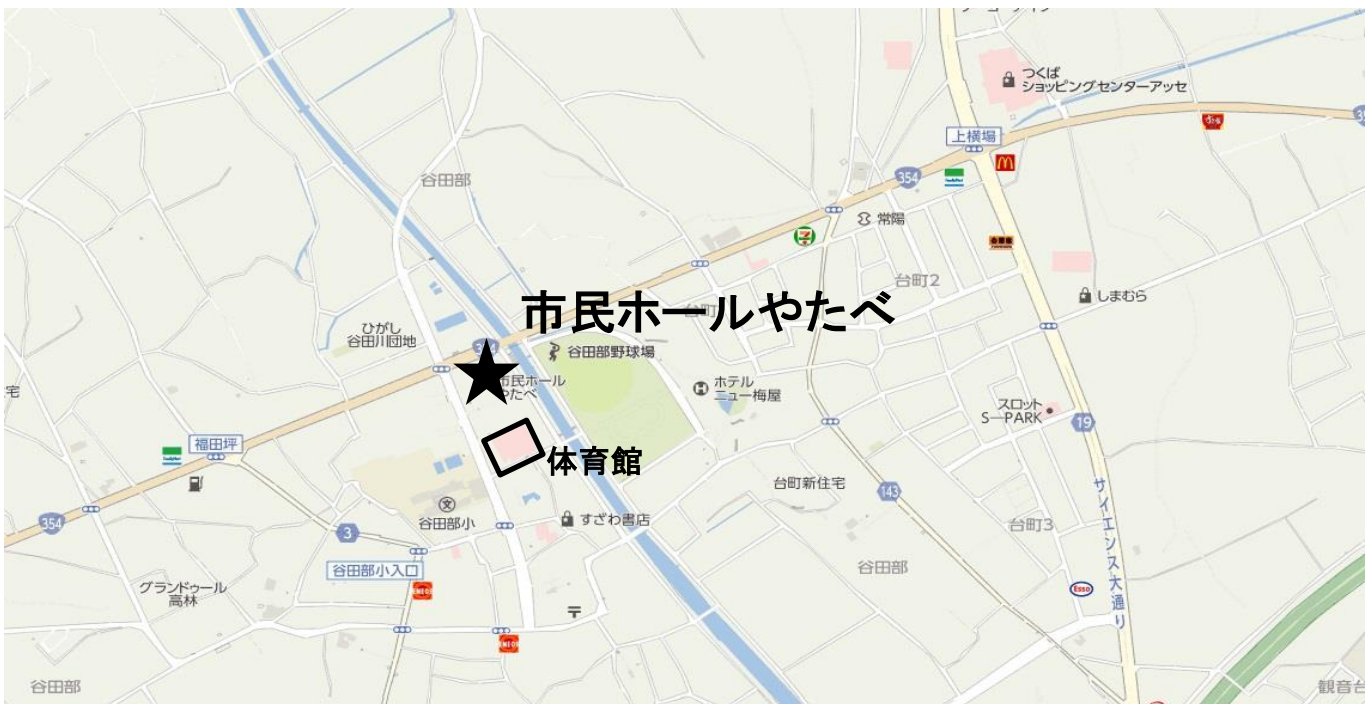 つくば
ショッピングセンターアッセ
上横場
谷田部
354
常陽
台町2
しまむら
市民ホールやたべ
ひがし
谷田川団地
谷田部野球場
市民ホール
やたべ
ホテル
ニュー梅屋
スロット
S-PARK
19
福田坪
体育館
台町新住宅
143
サイエンス大通り
354
文
谷田部小
すざわ書店
台町3
3
谷田部小入口
谷田部
グランドゥール
高林
ENEOS
Esso
〒
ENEOS
谷田部
観音台